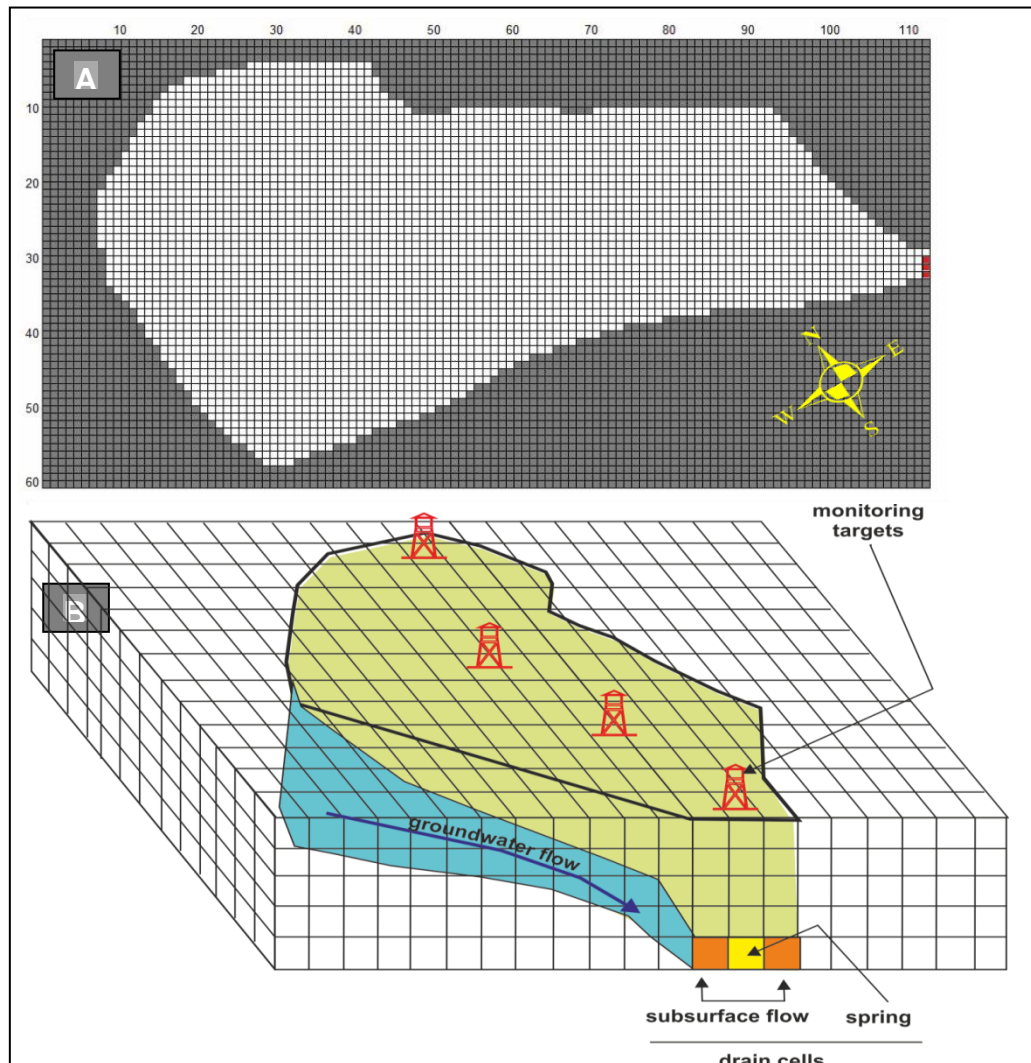 10 20 30 40 50 60 70 80 90 100 110
A
10
20
30
40
50
60
N
E
W
S
monitoring
targets
B
groundwater flow
subsurface flow spring
drain cells